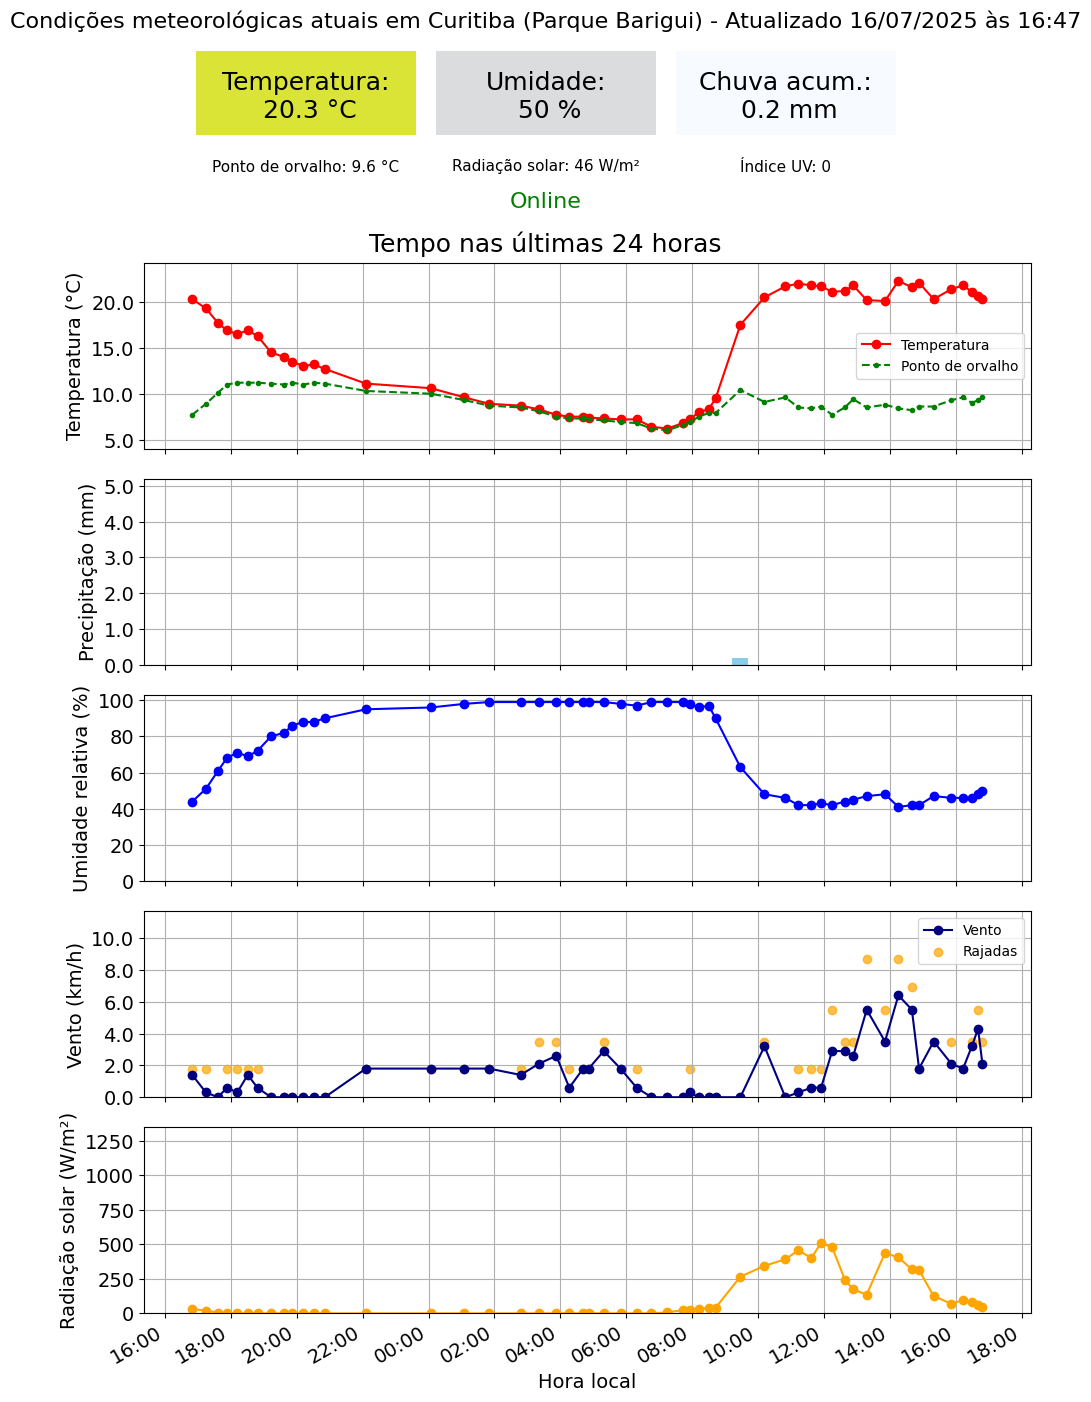 Condições meteorológicas atuais em Curitiba (Parque Barigui) - Atualizado 16/07/2025 às 16:47
Temperatura:
20.3 °C
Umidade:
50 %
Chuva acum.:
0.2 mm
Ponto de orvalho: 9.6 °C
Radiação solar: 46 W/m²
Índice UV: 0
Online
Tempo nas últimas 24 horas
Temperatura (°C)
20.0
15.0
10.0
5.0
Temperatura
Ponto de orvalho
Precipitação (mm)
5.0
4.0
3.0
2.0
1.0
0.0
Umidade relativa (%)
100
80
60
40
20
0
Vento (km/h)
10.0
8.0
6.0
4.0
2.0
0.0
Vento
Rajadas
Radiação solar (W/m²)
1250
1000
750
500
250
0
16:00
18:00
20:00
22:00
00:00
02:00
04:00
06:00
08:00
10:00
12:00
14:00
16:00
18:00
Hora local